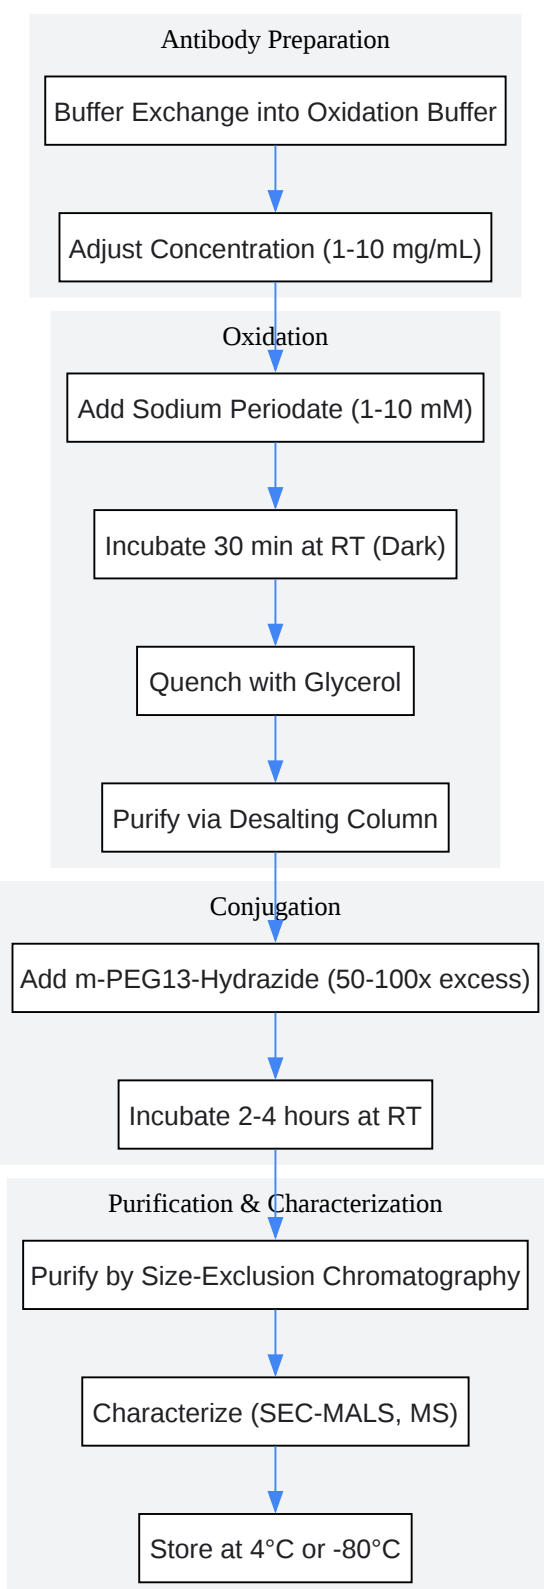 Antibody Preparation
Buffer Exchange into Oxidation Buffer
Adjust Concentration (1-10 mg/mL)
Oxidation
Add Sodium Periodate (1-10 mM)
Incubate 30 min at RT (Dark)
Quench with Glycerol
Purify via Desalting Column
Conjugation
Add m-PEG13-Hydrazide (50-100x excess)
Incubate 2-4 hours at RT
Purification & Characterization
Purify by Size-Exclusion Chromatography
Characterize (SEC-MALS, MS)
Store at 4°C or -80°C